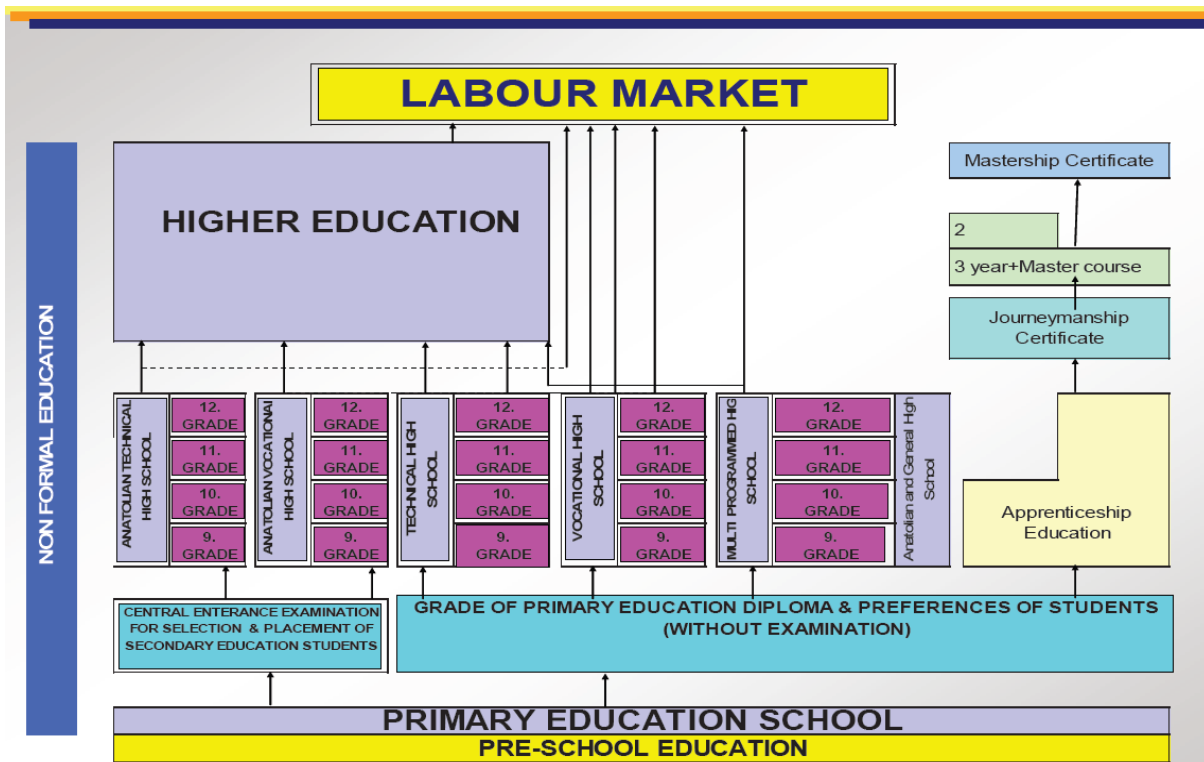 LABOUR MARKET
NON FORMAL EDUCATION
HIGHER EDUCATION
Mastership Certificate
2
3 year+Master course
Journeymanship
Certificate
ANATOLIAN TECHNICAL
HIGH SCHOOL
12.
GRADE
11.
GRADE
10.
GRADE
9.
GRADE
ANATOLIAN VOCATIONAl
HIGH SCHOOL
12.
GRADE
11.
GRADE
10.
GRADE
9.
GRADE
TECHNICAL HIGH
SCHOOL
12.
GRADE
11.
GRADE
10.
GRADE
9.
GRADE
VOCATIONAL HIGH
SCHOOL
12.
GRADE
11.
GRADE
10.
GRADE
9.
GRADE
MULTI PROGRAMMED HIG
SCHOOL
12.
GRADE
11.
GRADE
10.
GRADE
9.
GRADE
Anatolian and General High
School
Apprenticeship
Education
CENTRAL ENTERANCE EXAMINATION
FOR SELECTION & PLACEMENT OF
SECONDARY EDUCATION STUDENTS
GRADE OF PRIMARY EDUCATION DIPLOMA & PREFERENCES OF STUDENTS
(WITHOUT EXAMINATION)
PRIMARY EDUCATION SCHOOL
PRE-SCHOOL EDUCATION